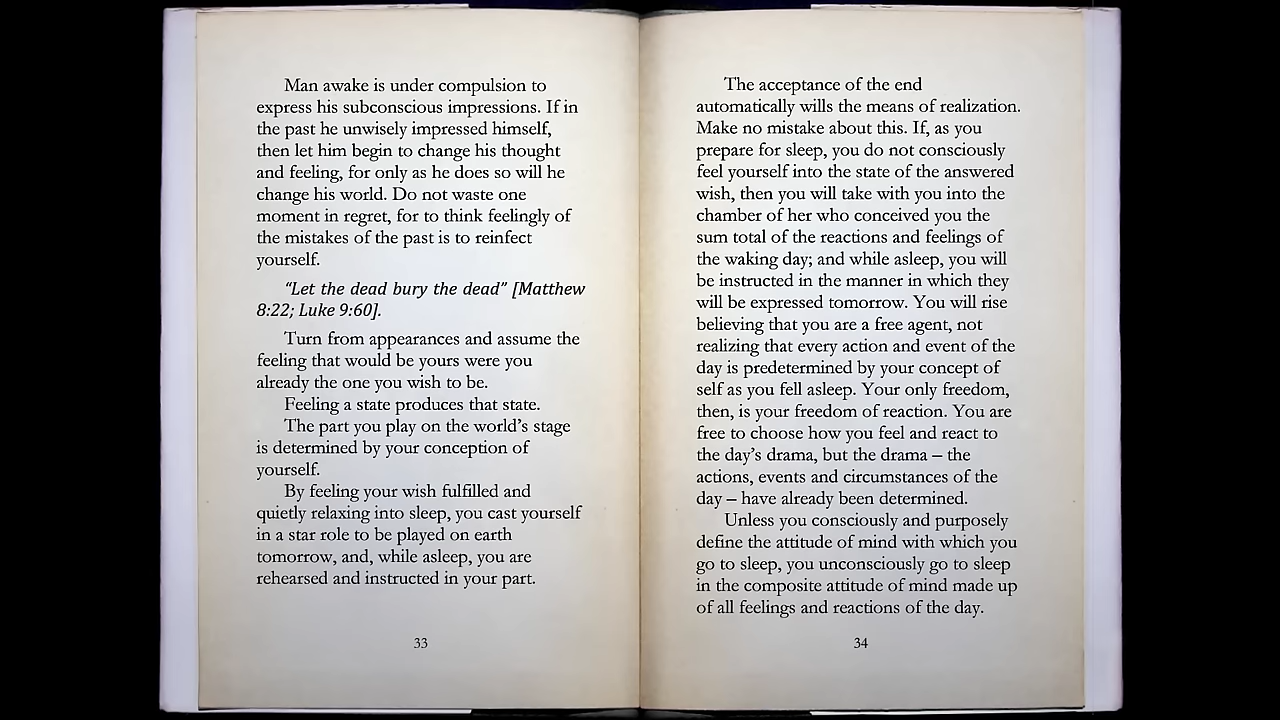 Man awake is under compulsion to
express his subconscious impressions. If in
the past he unwisely impressed himself,
then let him begin to change his thought
and feeling, for only as he does so will he
change his world. Do not waste one
moment in regret, for to think feelingly of
the mistakes of the past is to reinfect
yourself.
“Let the dead bury the dead” [Matthew
8:22; Luke 9:60].
Turn from appearances and assume the
feeling that would be yours were you
already the one you wish to be.
Feeling a state produces that state.
The part you play on the world’s stage
is determined by your conception of
yourself.
By feeling your wish fulfilled and
quietly relaxing into sleep, you cast yourself
in a star role to be played on earth
tomorrow, and, while asleep, you are
rehearsed and instructed in your part.
33
The acceptance of the end
automatically wills the means of realization.
Make no mistake about this. If, as you
prepare for sleep, you do not consciously
feel yourself into the state of the answered
wish, then you will take with you into the
chamber of her who conceived you the
sum total of the reactions and feelings of
the waking day; and while asleep, you will
be instructed in the manner in which they
will be expressed tomorrow. You will rise
believing that you are a free agent, not
realizing that every action and event of the
day is predetermined by your concept of
self as you fell asleep. Your only freedom,
then, is your freedom of reaction. You are
free to choose how you feel and react to
the day’s drama, but the drama – the
actions, events and circumstances of the
day – have already been determined.
Unless you consciously and purposely
define the attitude of mind with which you
go to sleep, you unconsciously go to sleep
in the composite attitude of mind made up
of all feelings and reactions of the day.
34